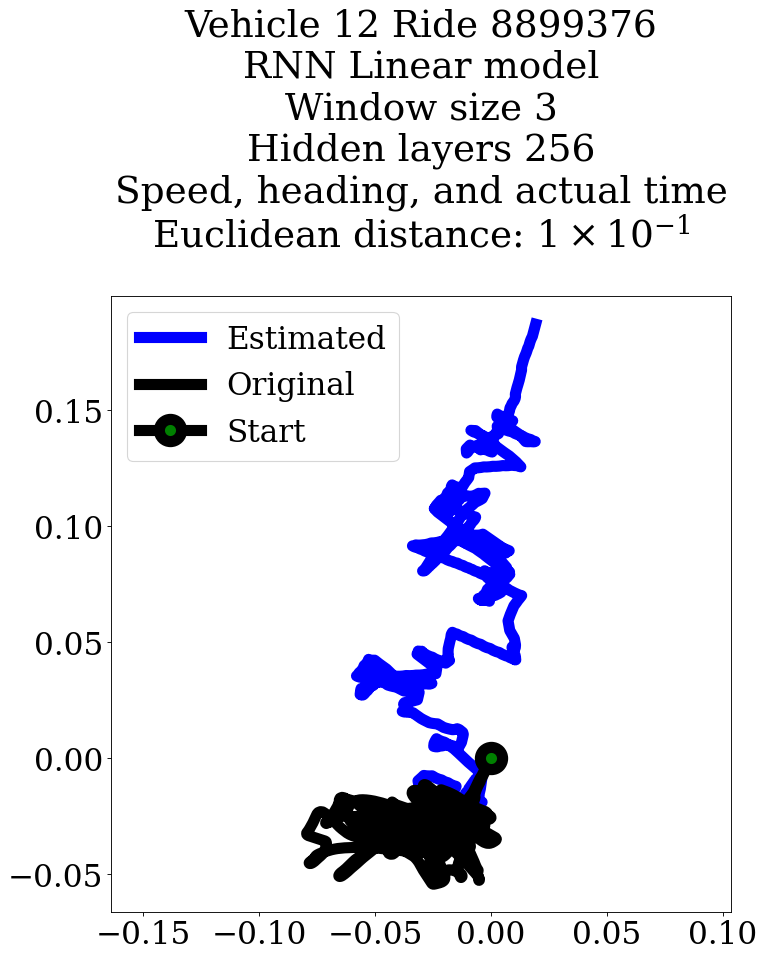 Vehicle 12 Ride 8899376
RNN Linear model
Window size 3
Hidden layers 256
Speed, heading, and actual time
Euclidean distance: 1 × 10⁻¹
Estimated
Original
Start
0.15
0.10
0.05
0.00
−0.05
−0.15 −0.10 −0.05 0.00 0.05 0.10